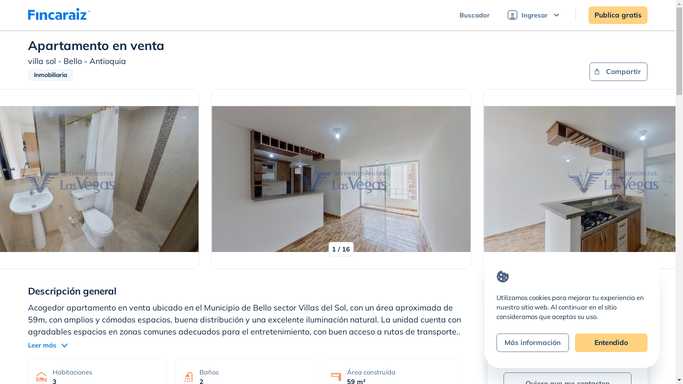 Fincaraiz
Buscador
Ingresar
Publica gratis
Apartamento en venta
villa sol - Bello - Antioquia
Inmobiliaria
Compartir
Las Vegas
Las Vegas
Las Vegas
1 / 16
Descripción general
Acogedor apartamento en venta ubicado en el Municipio de Bello sector Villas del Sol, con un área aproximada de
59m, con amplios y cómodos espacios, buena distribución y una excelente iluminación natural. La unidad cuenta con
agradables espacios en zonas comunes adecuados para el entretenimiento, con buen acceso a rutas de transporte..
Leer más
Habitaciones
3
Baños
2
Área construida
59 m²
Utilizamos cookies para mejorar tu experiencia en
nuestro sitio web. Al continuar en el sitio
consideramos que aceptas su uso.
Más información
Entendido
Quiero que me contacten